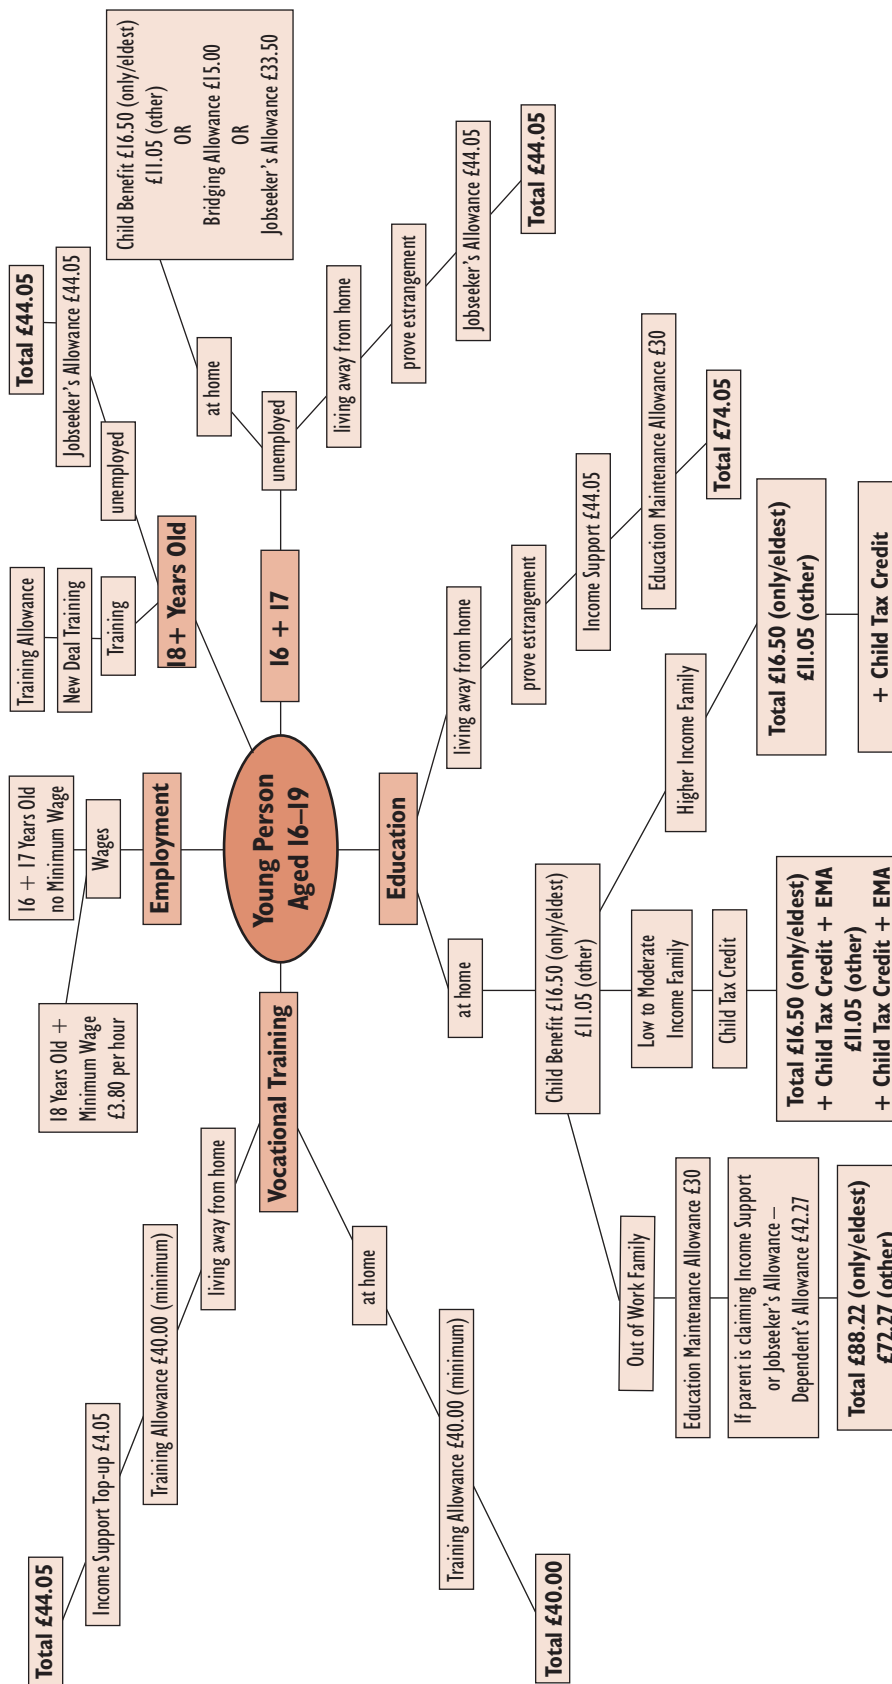 Total £44.05
Income Support Top-up £4.05
Training Allowance £40.00 (minimum)
living away from home
Vocational Training
at home
Training Allowance £40.00 (minimum)
Total £40.00
18 Years Old +
Minimum Wage
£3.80 per hour
16 + 17 Years Old
no Minimum Wage
Wages
Employment
Young Person
Aged 16–19
Training Allowance
New Deal Training
Training
18+ Years Old
unemployed
Jobseeker's Allowance £44.05
Total £44.05
16 + 17
unemployed
at home
Child Benefit £16.50 (only/eldest)
£11.05 (other)
OR
Bridging Allowance £15.00
OR
Jobseeker's Allowance £33.50
living away from home
prove estrangement
Jobseeker's Allowance £44.05
Total £44.05
Education
living away from home
prove estrangement
Income Support £44.05
Education Maintenance Allowance £30
Total £74.05
at home
Child Benefit £16.50 (only/eldest)
£11.05 (other)
Out of Work Family
Education Maintenance Allowance £30
If parent is claiming Income Support
or Jobseeker's Allowance –
Dependent's Allowance £42.27
Total £88.22 (only/eldest)
£72.27 (other)
Low to Moderate
Income Family
Child Tax Credit
Total £16.50 (only/eldest)
+ Child Tax Credit + EMA
£11.05 (other)
+ Child Tax Credit + EMA
Higher Income Family
Total £16.50 (only/eldest)
£11.05 (other)
+ Child Tax Credit